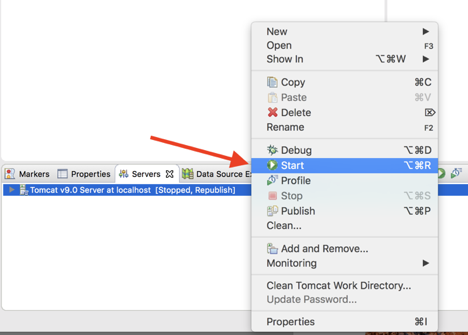 New
Open F3
Show In ⌥⌘W
Copy ⌘C
Paste ⌘V
Delete ⌦
Rename F2
Debug ⌥⌘D
Start ⌥⌘R
Profile
Stop ⌥⌘S
Publish ⌥⌘P
Clean...
Add and Remove...
Monitoring
Clean Tomcat Work Directory...
Update Password...
Properties ⌘I
Markers Properties Servers Data Source Ex
Tomcat v9.0 Server at localhost [Stopped, Republish]